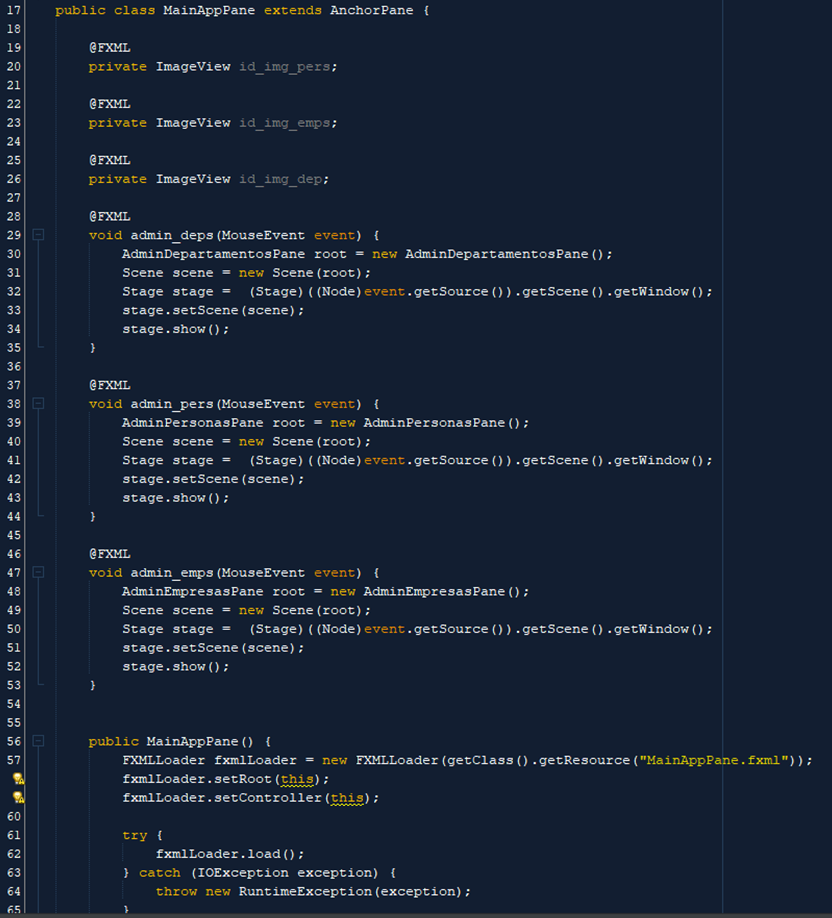 17 public class MainAppPane extends AnchorPane {
18
19 @FXML
20 private ImageView id_img_pers;
21
22 @FXML
23 private ImageView id_img_emps;
24
25 @FXML
26 private ImageView id_img_dep;
27
28 @FXML
29 void admin_deps(MouseEvent event) {
30 AdminDepartamentosPane root = new AdminDepartamentosPane();
31 Scene scene = new Scene(root);
32 Stage stage =  (Stage)((Node)event.getSource()).getScene().getWindow();
33 stage.setScene(scene);
34 stage.show();
35 }
36
37 @FXML
38 void admin_pers(MouseEvent event) {
39 AdminPersonasPane root = new AdminPersonasPane();
40 Scene scene = new Scene(root);
41 Stage stage =  (Stage)((Node)event.getSource()).getScene().getWindow();
42 stage.setScene(scene);
43 stage.show();
44 }
45
46 @FXML
47 void admin_emps(MouseEvent event) {
48 AdminEmpresasPane root = new AdminEmpresasPane();
49 Scene scene = new Scene(root);
50 Stage stage =  (Stage)((Node)event.getSource()).getScene().getWindow();
51 stage.setScene(scene);
52 stage.show();
53 }
54
55
56 public MainAppPane() {
57 FXMLLoader fxmlLoader = new FXMLLoader(getClass().getResource("MainAppPane.fxml"));
fxmlLoader.setRoot(this);
fxmlLoader.setController(this);
60
61 try {
62 fxmlLoader.load();
63 } catch (IOException exception) {
64 throw new RuntimeException(exception);
65 }